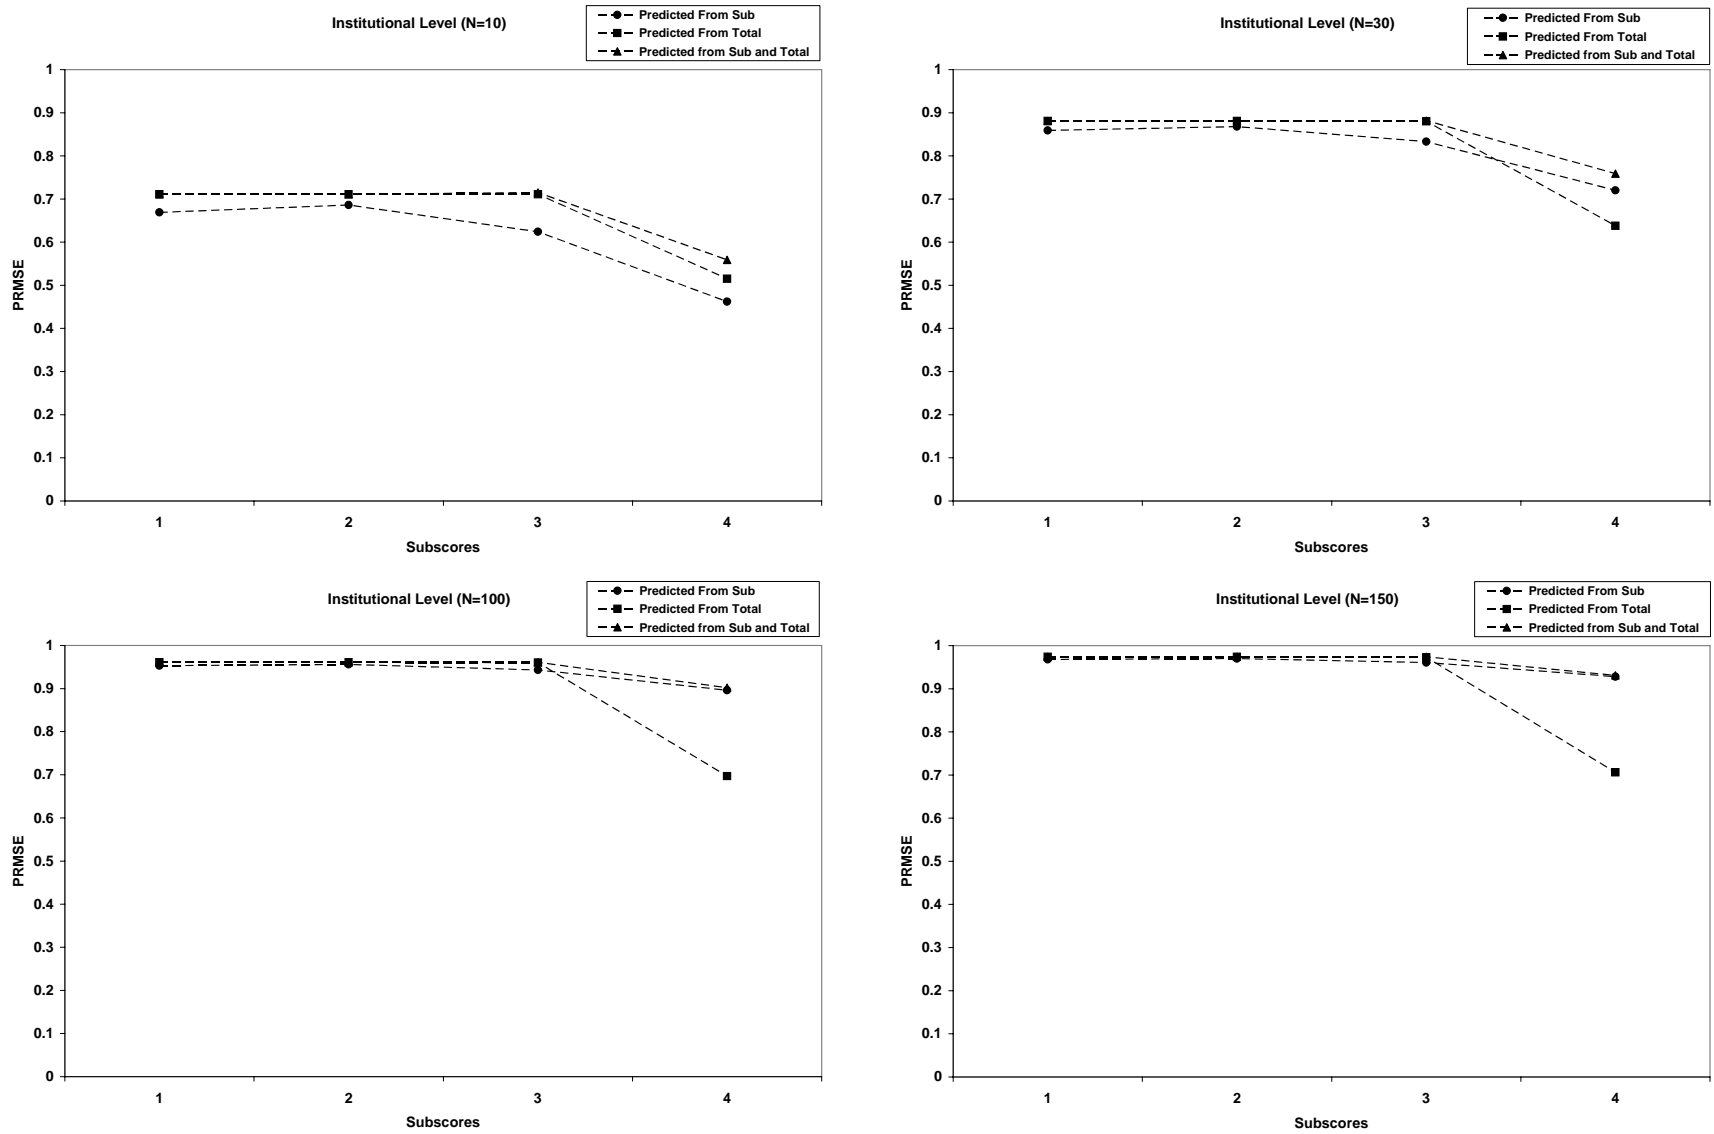 Institutional Level (N=10)
Predicted From Sub
Predicted From Total
Predicted from Sub and Total
1
0.9
0.8
0.7
0.6
0.5
0.4
0.3
0.2
0.1
0
PRMSE
1 2 3 4
Subscores
Institutional Level (N=30)
Predicted From Sub
Predicted From Total
Predicted from Sub and Total
1
0.9
0.8
0.7
0.6
0.5
0.4
0.3
0.2
0.1
0
PRMSE
1 2 3 4
Subscores
Institutional Level (N=100)
Predicted From Sub
Predicted From Total
Predicted from Sub and Total
1
0.9
0.8
0.7
0.6
0.5
0.4
0.3
0.2
0.1
0
PRMSE
1 2 3 4
Subscores
Institutional Level (N=150)
Predicted From Sub
Predicted From Total
Predicted from Sub and Total
1
0.9
0.8
0.7
0.6
0.5
0.4
0.3
0.2
0.1
0
PRMSE
1 2 3 4
Subscores